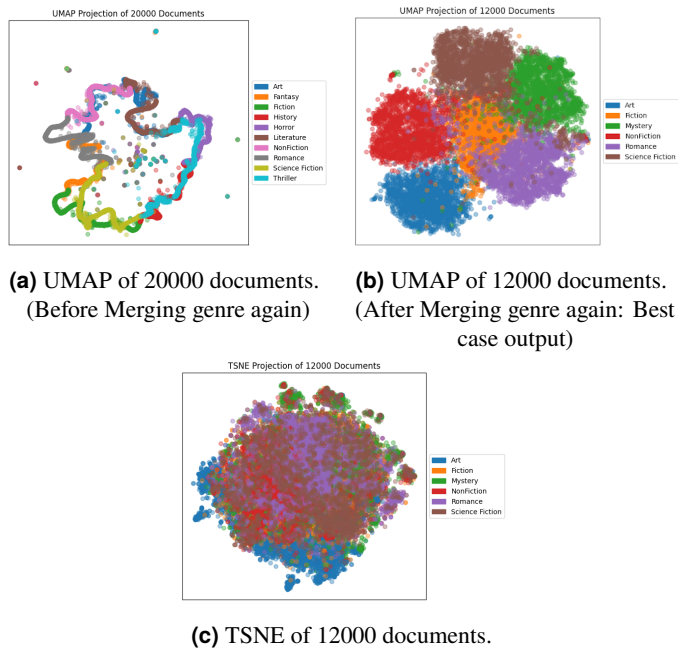 UMAP Projection of 20000 Documents
Art
Fantasy
Fiction
History
Horror
Literature
NonFiction
Romance
Science Fiction
Thriller
(a) UMAP of 20000 documents.
(Before Merging genre again)
UMAP Projection of 12000 Documents
Art
Fiction
Mystery
NonFiction
Romance
Science Fiction
(b) UMAP of 12000 documents.
(After Merging genre again: Best
case output)
TSNE Projection of 12000 Documents
Art
Fiction
Mystery
NonFiction
Romance
Science Fiction
(c) TSNE of 12000 documents.